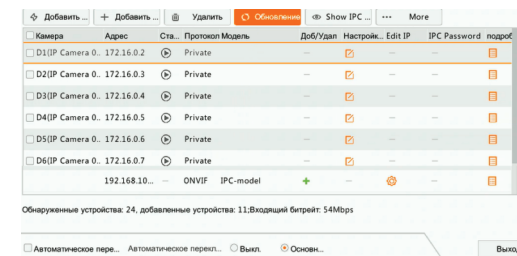 Добавить ... + Добавить ... Удалить Обновление Show IPC ... ... More
Камера Адрес Ста... Протокол Модель Доб/Удал Настройк... Edit IP IPC Password подроб
D1(IP Camera 0.. 172.16.0.2 Private — — —
D2(IP Camera 0.. 172.16.0.3 Private — — —
D3(IP Camera 0.. 172.16.0.4 Private — — —
D4(IP Camera 0.. 172.16.0.5 Private — — —
D5(IP Camera 0.. 172.16.0.6 Private — — —
D6(IP Camera 0.. 172.16.0.7 Private — — —
192.168.10... — ONVIF IPC-model + — —
Обнаруженные устройства: 24, добавленные устройства: 11;Входящий битрейт: 54Mbps
Автоматическое пере... Автоматическое перекл... Выкл. Основн... Выход